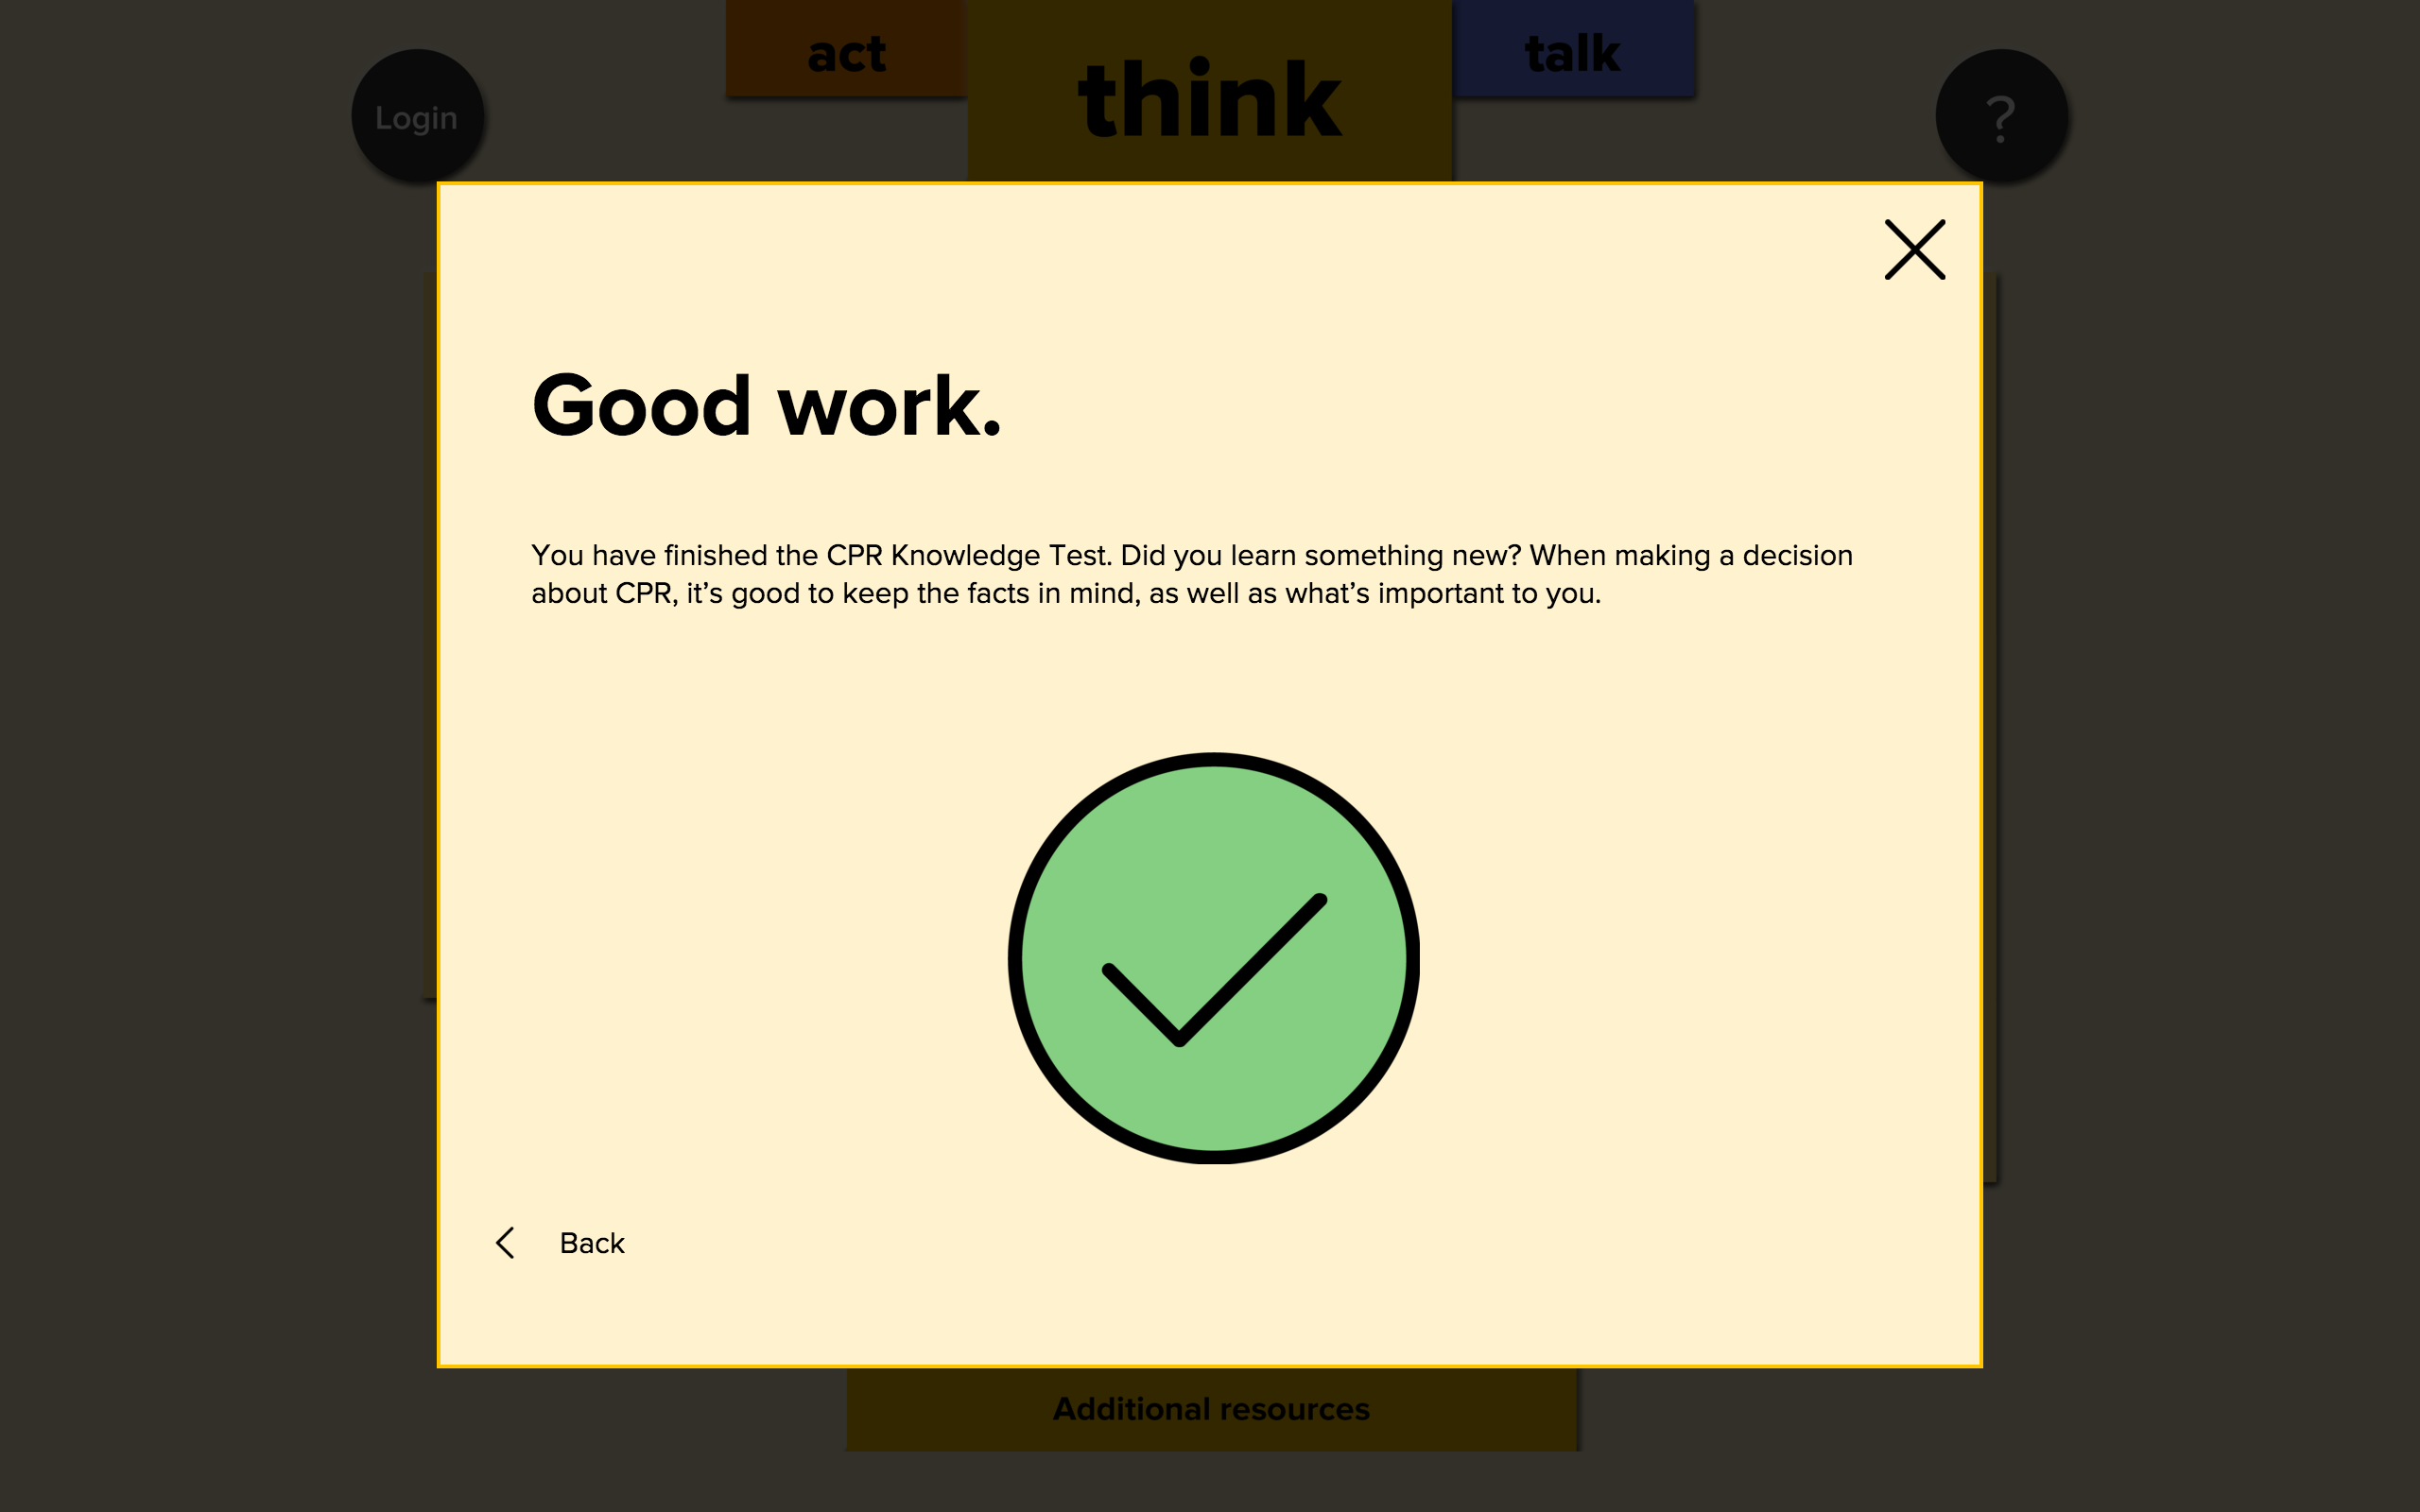 act
think
talk
Login
?
Good work.
You have finished the CPR Knowledge Test. Did you learn something new? When making a decision
about CPR, it’s good to keep the facts in mind, as well as what’s important to you.
Back
Additional resources